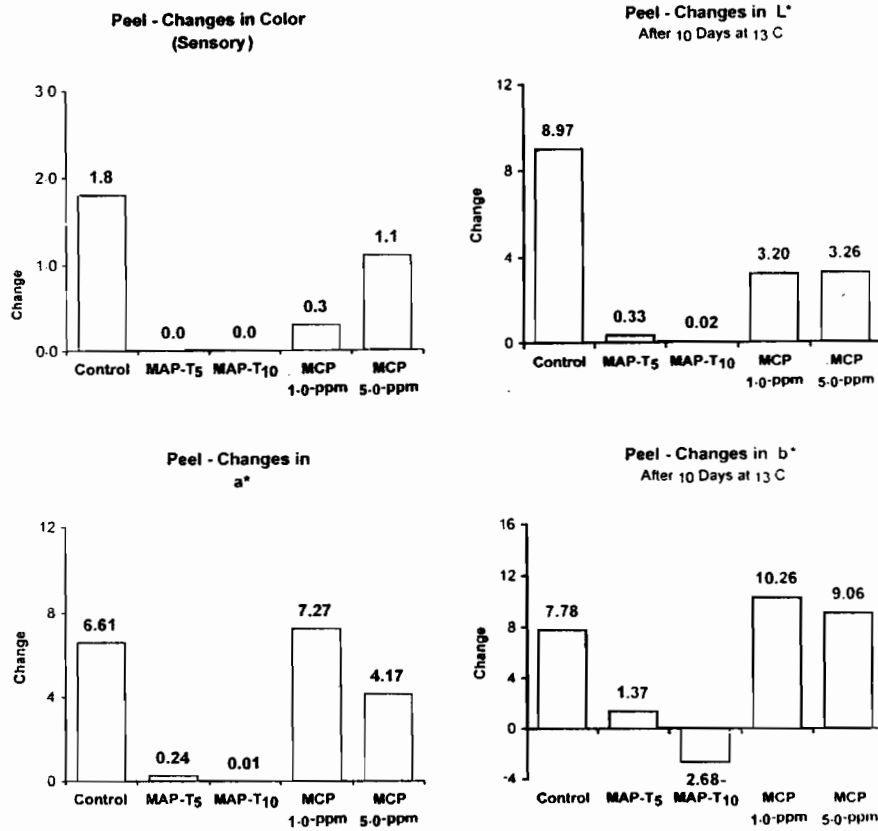 Peel - Changes in Color
(Sensory)
3.0
2.0
1.0
0.0
Change
1.8
0.0
0.0
0.3
1.1
Control MAP-T5 MAP-T10 MCP MCP
1.0-ppm 5.0-ppm
Peel - Changes in L*
After 10 Days at 13 C
12
8
4
0
Change
8.97
0.33
0.02
3.20
3.26
Control MAP-T5 MAP-T10 MCP MCP
1.0-ppm 5.0-ppm
Peel - Changes in
a*
12
8
4
0
Change
6.61
0.24
0.01
7.27
4.17
Control MAP-T5 MAP-T10 MCP MCP
1.0-ppm 5.0-ppm
Peel - Changes in b*
After 10 Days at 13 C
16
12
8
4
0
-4
Change
7.78
1.37
2.68-
10.26
9.06
Control MAP-T5 MAP-T10 MCP MCP
1.0-ppm 5.0-ppm